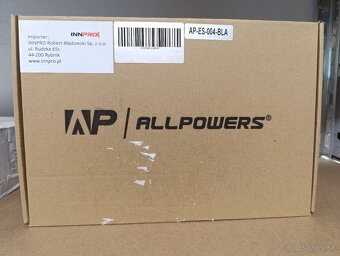 INNPRO
Importer:
INNPRO Robert Błędowski Sp. z o.o.,
ul. Rudzka 65c
44-200 Rybnik
www.innpro.pl
AP-ES-004-BLA
AP | ALLPOWERS®